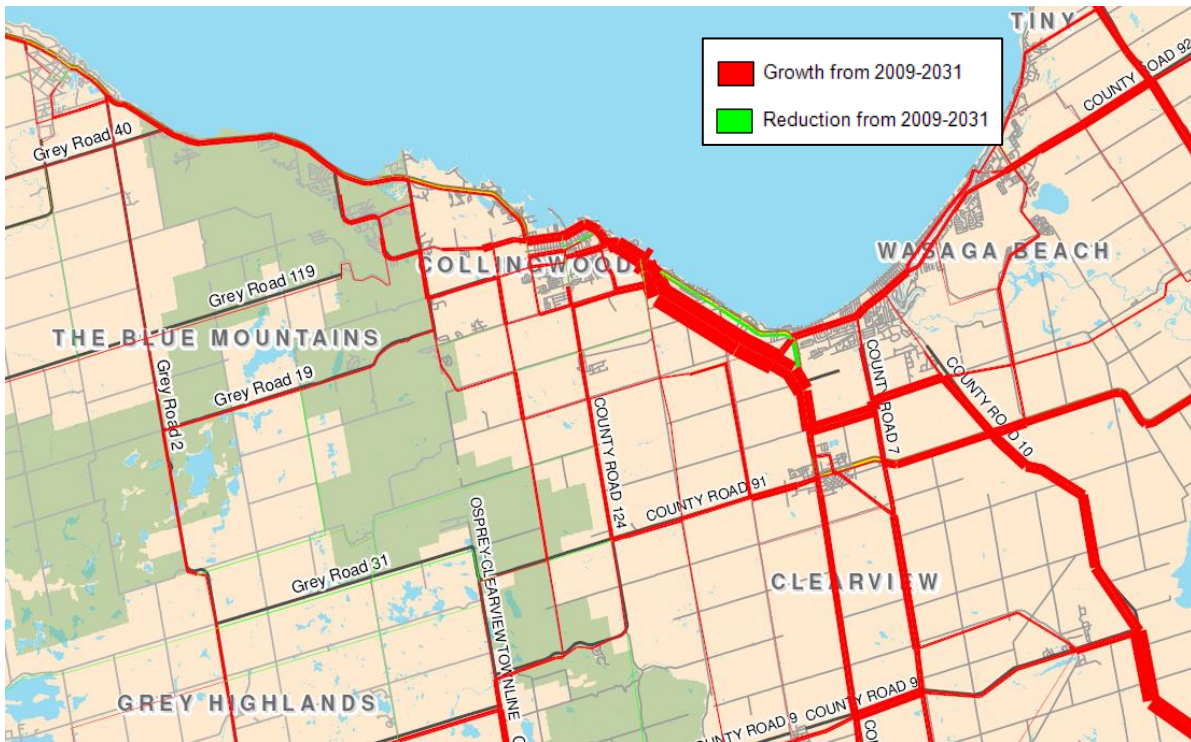 TINY
COUNTY ROAD 92
Growth from 2009-2031
Reduction from 2009-2031
Grey Road 40
WASAGA BEACH
COLLINGWOOD
Grey Road 119
THE BLUE MOUNTAINS
Grey Road 19
Grey Road 2
COUNTY ROAD 7
COUNTY ROAD 10
COUNTY ROAD 124
COUNTY ROAD 91
OSPREY-CLEARVIEW TOWNLINE
Grey Road 31
CLEARVIEW
GREY HIGHLANDS
COUNTY ROAD 9
COUNTY ROAD 9